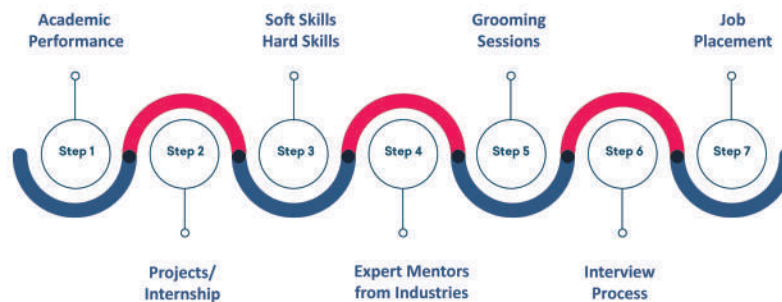 Academic
Performance
Soft Skills
Hard Skills
Grooming
Sessions
Job
Placement
Step 1
Step 2
Step 3
Step 4
Step 5
Step 6
Step 7
Projects/
Internship
Expert Mentors
from Industries
Interview
Process